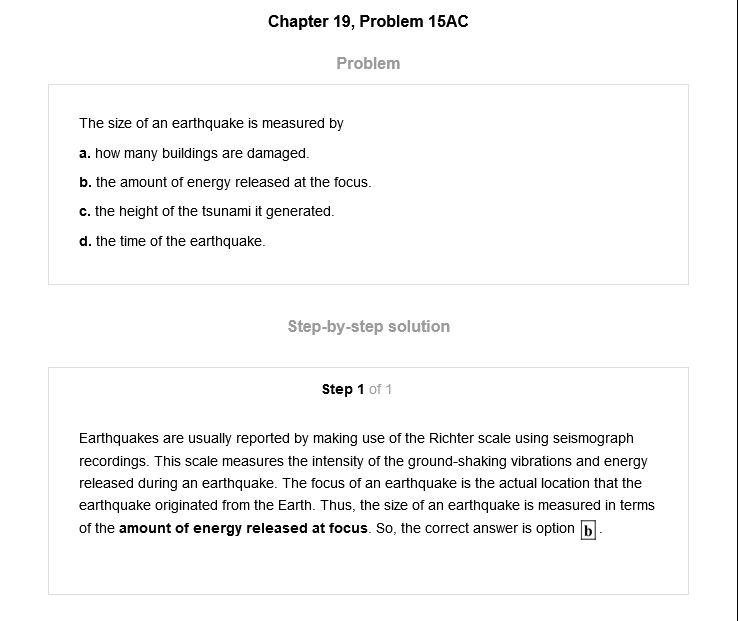 Chapter 19, Problem 15AC
Problem
The size of an earthquake is measured by
a. how many buildings are damaged.
b. the amount of energy released at the focus.
c. the height of the tsunami it generated.
d. the time of the earthquake.
Step-by-step solution
Step 1 of 1
Earthquakes are usually reported by making use of the Richter scale using seismograph
recordings. This scale measures the intensity of the ground-shaking vibrations and energy
released during an earthquake. The focus of an earthquake is the actual location that the
earthquake originated from the Earth. Thus, the size of an earthquake is measured in terms
of the amount of energy released at focus. So, the correct answer is option b.